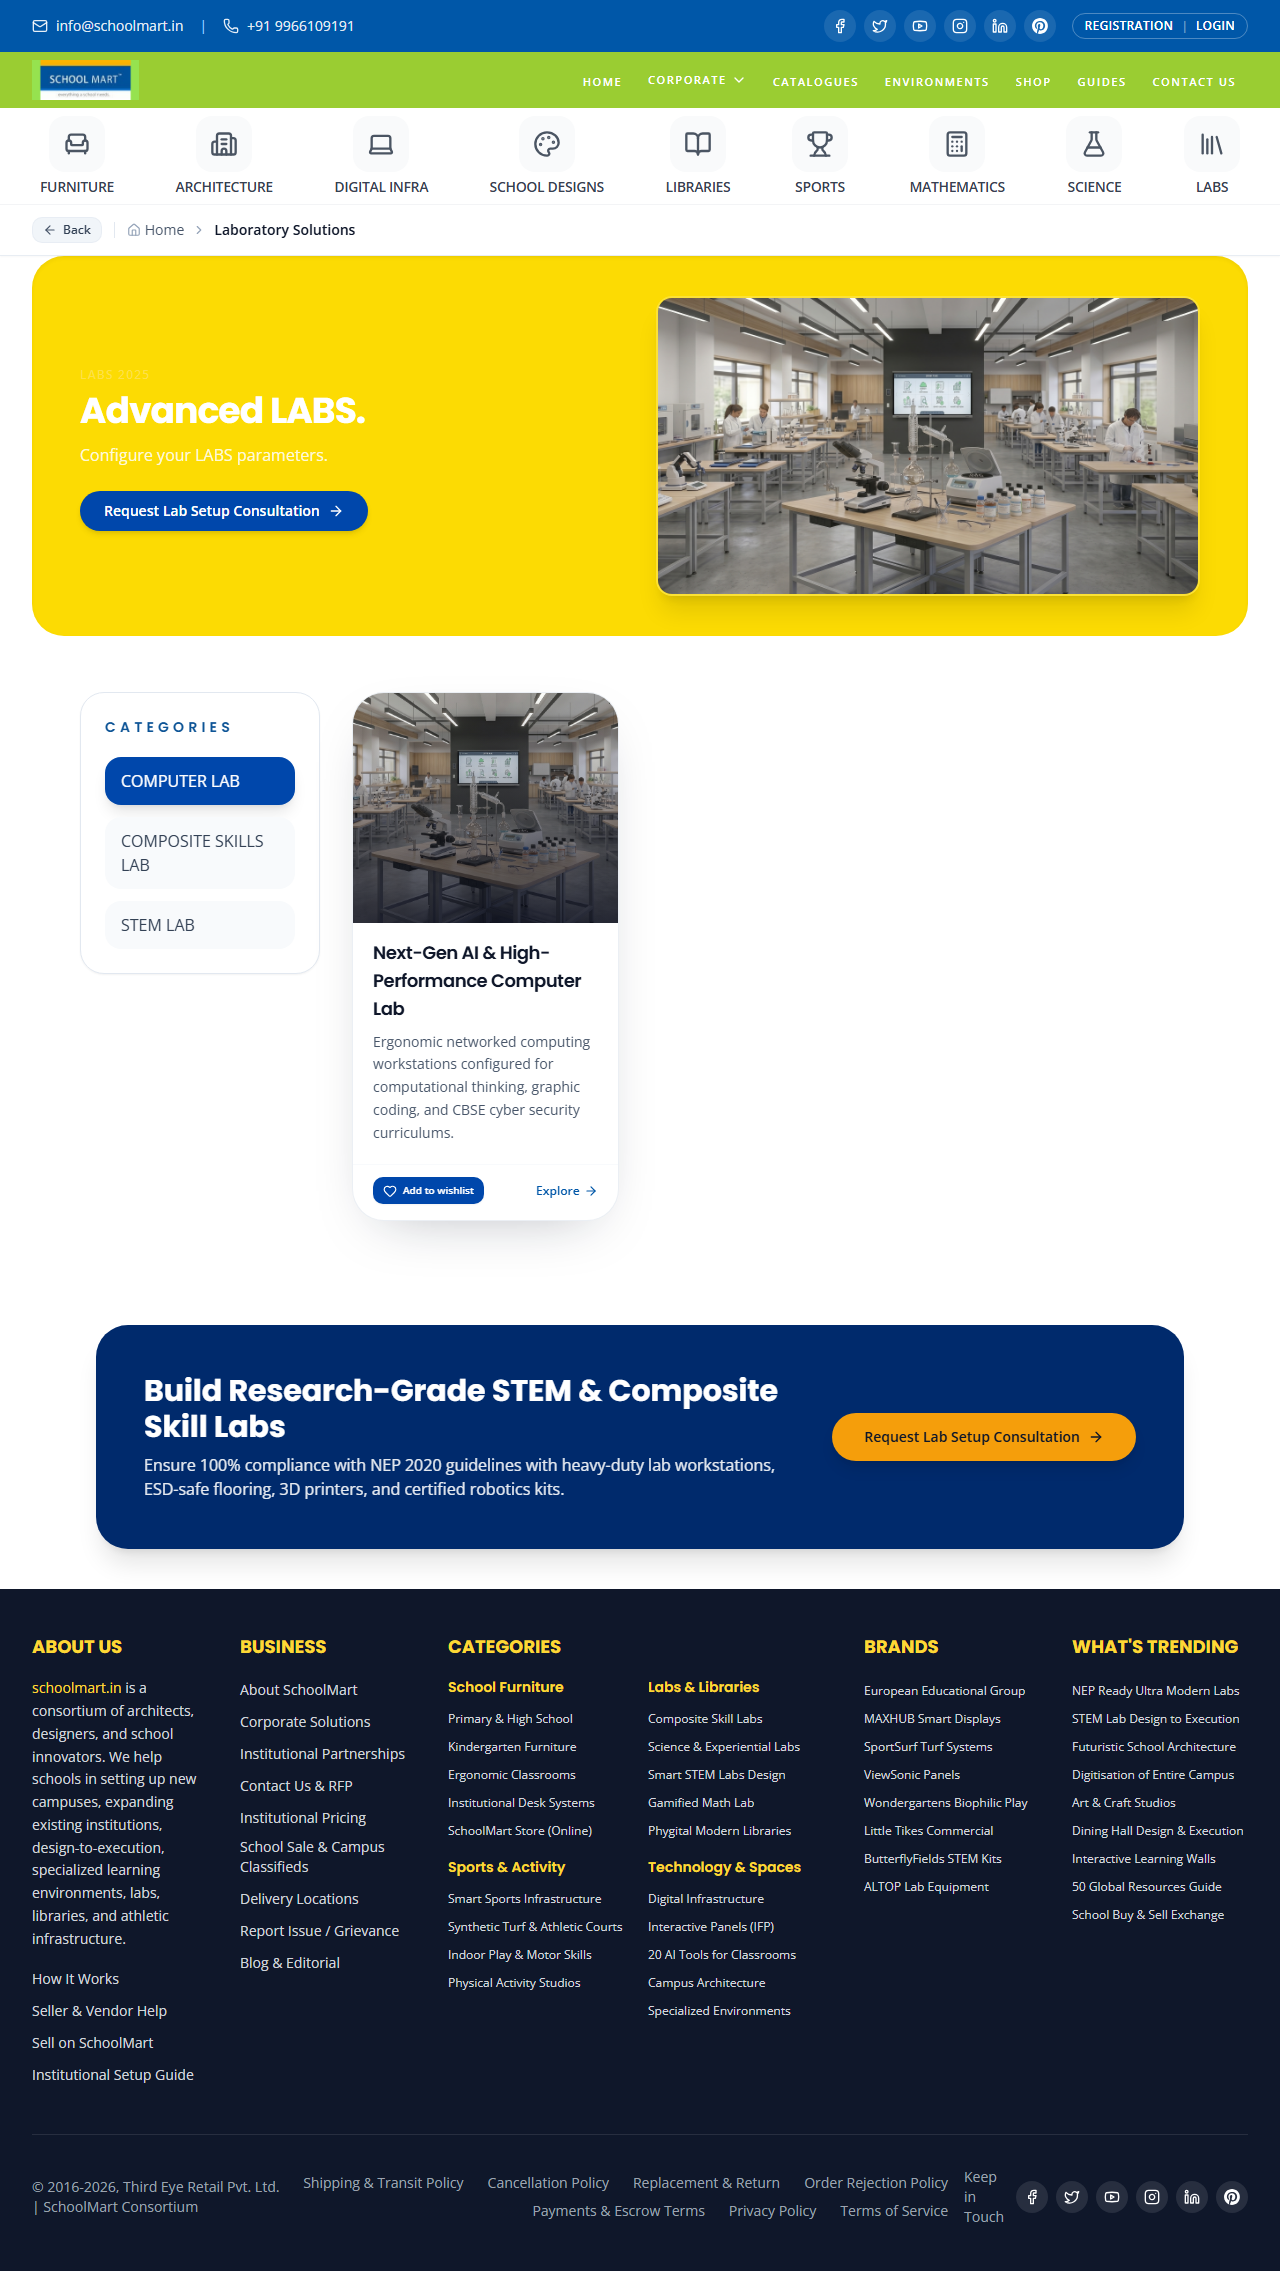 info@schoolmart.in | +91 9966109191
REGISTRATION | LOGIN
SCHOOL MART
HOME CORPORATE CATALOGUES ENVIRONMENTS SHOP GUIDES CONTACT US
FURNITURE ARCHITECTURE DIGITAL INFRA SCHOOL DESIGNS LIBRARIES SPORTS MATHEMATICS SCIENCE LABS
Back Home Laboratory Solutions
LABS 2025
Advanced LABS.
Configure your LABS parameters.
Request Lab Setup Consultation
CATEGORIES
COMPUTER LAB
COMPOSITE SKILLS
LAB
STEM LAB
Next-Gen AI & High-
Performance Computer
Lab
Ergonomic networked computing
workstations configured for
computational thinking, graphic
coding, and CBSE cyber security
curriculums.
Add to wishlist Explore
Build Research-Grade STEM & Composite
Skill Labs
Ensure 100% compliance with NEP 2020 guidelines with heavy-duty lab workstations,
ESD-safe flooring, 3D printers, and certified robotics kits.
Request Lab Setup Consultation
ABOUT US
schoolmart.in is a
consortium of architects,
designers, and school
innovators. We help
schools in setting up new
campuses, expanding
existing institutions,
design-to-execution,
specialized learning
environments, labs,
libraries, and athletic
infrastructure.
How It Works
Seller & Vendor Help
Sell on SchoolMart
Institutional Setup Guide
BUSINESS
About SchoolMart
Corporate Solutions
Institutional Partnerships
Contact Us & RFP
Institutional Pricing
School Sale & Campus
Classifieds
Delivery Locations
Report Issue / Grievance
Blog & Editorial
CATEGORIES
School Furniture
Primary & High School
Kindergarten Furniture
Ergonomic Classrooms
Institutional Desk Systems
SchoolMart Store (Online)
Labs & Libraries
Composite Skill Labs
Science & Experiential Labs
Smart STEM Labs Design
Gamified Math Lab
Phygital Modern Libraries
Sports & Activity
Smart Sports Infrastructure
Synthetic Turf & Athletic Courts
Indoor Play & Motor Skills
Physical Activity Studios
Technology & Spaces
Digital Infrastructure
Interactive Panels (IFP)
20 AI Tools for Classrooms
Campus Architecture
Specialized Environments
BRANDS
European Educational Group
MAXHUB Smart Displays
SportSurf Turf Systems
ViewSonic Panels
Wondergartens Biophilic Play
Little Tikes Commercial
ButterflyFields STEM Kits
ALTOP Lab Equipment
WHAT'S TRENDING
NEP Ready Ultra Modern Labs
STEM Lab Design to Execution
Futuristic School Architecture
Digitisation of Entire Campus
Art & Craft Studios
Dining Hall Design & Execution
Interactive Learning Walls
50 Global Resources Guide
School Buy & Sell Exchange
© 2016-2026, Third Eye Retail Pvt. Ltd.
| SchoolMart Consortium
Shipping & Transit Policy Cancellation Policy Replacement & Return Order Rejection Policy
Payments & Escrow Terms Privacy Policy Terms of Service
Keep
in
Touch